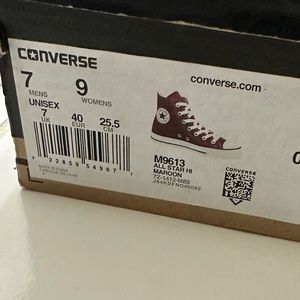 CONVERSE
converse.com
7 9
MENS WOMENS
UNISEX
7 40 25.5
UK EUR CM
M9613
ALL STAR HI
MAROON
CONVERSE